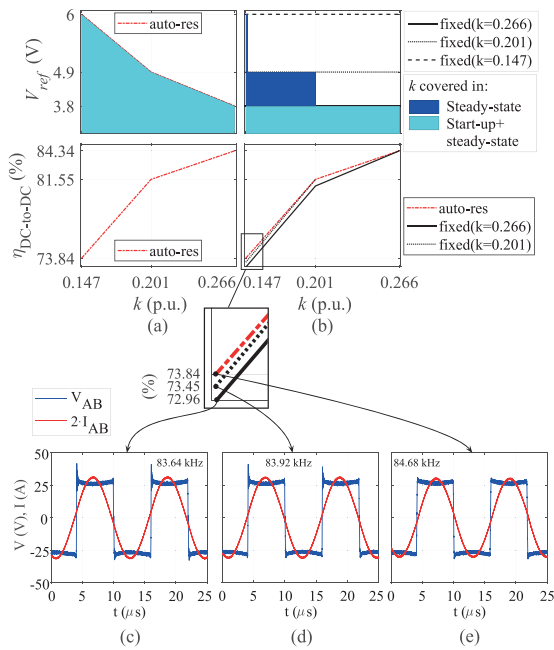 6
4.9
3.8
V_ref (V)
auto-res
fixed(k=0.266)
fixed(k=0.201)
fixed(k=0.147)
k covered in:
Steady-state
Start-up+
steady-state
84.34
81.55
73.84
η_DC-to-DC (%)
auto-res
auto-res
fixed(k=0.266)
fixed(k=0.201)
0.147 0.201 0.266
0.147 0.201 0.266
k (p.u.) k (p.u.)
(a) (b)
73.84
73.45
72.96
(%)
V_AB
2·I_AB
83.64 kHz 83.92 kHz 84.68 kHz
50
25
0
-25
-50
V (V), I (A)
0 5 10 15 20 25
0 5 10 15 20 25
0 5 10 15 20 25
t (μs) t (μs) t (μs)
(c) (d) (e)